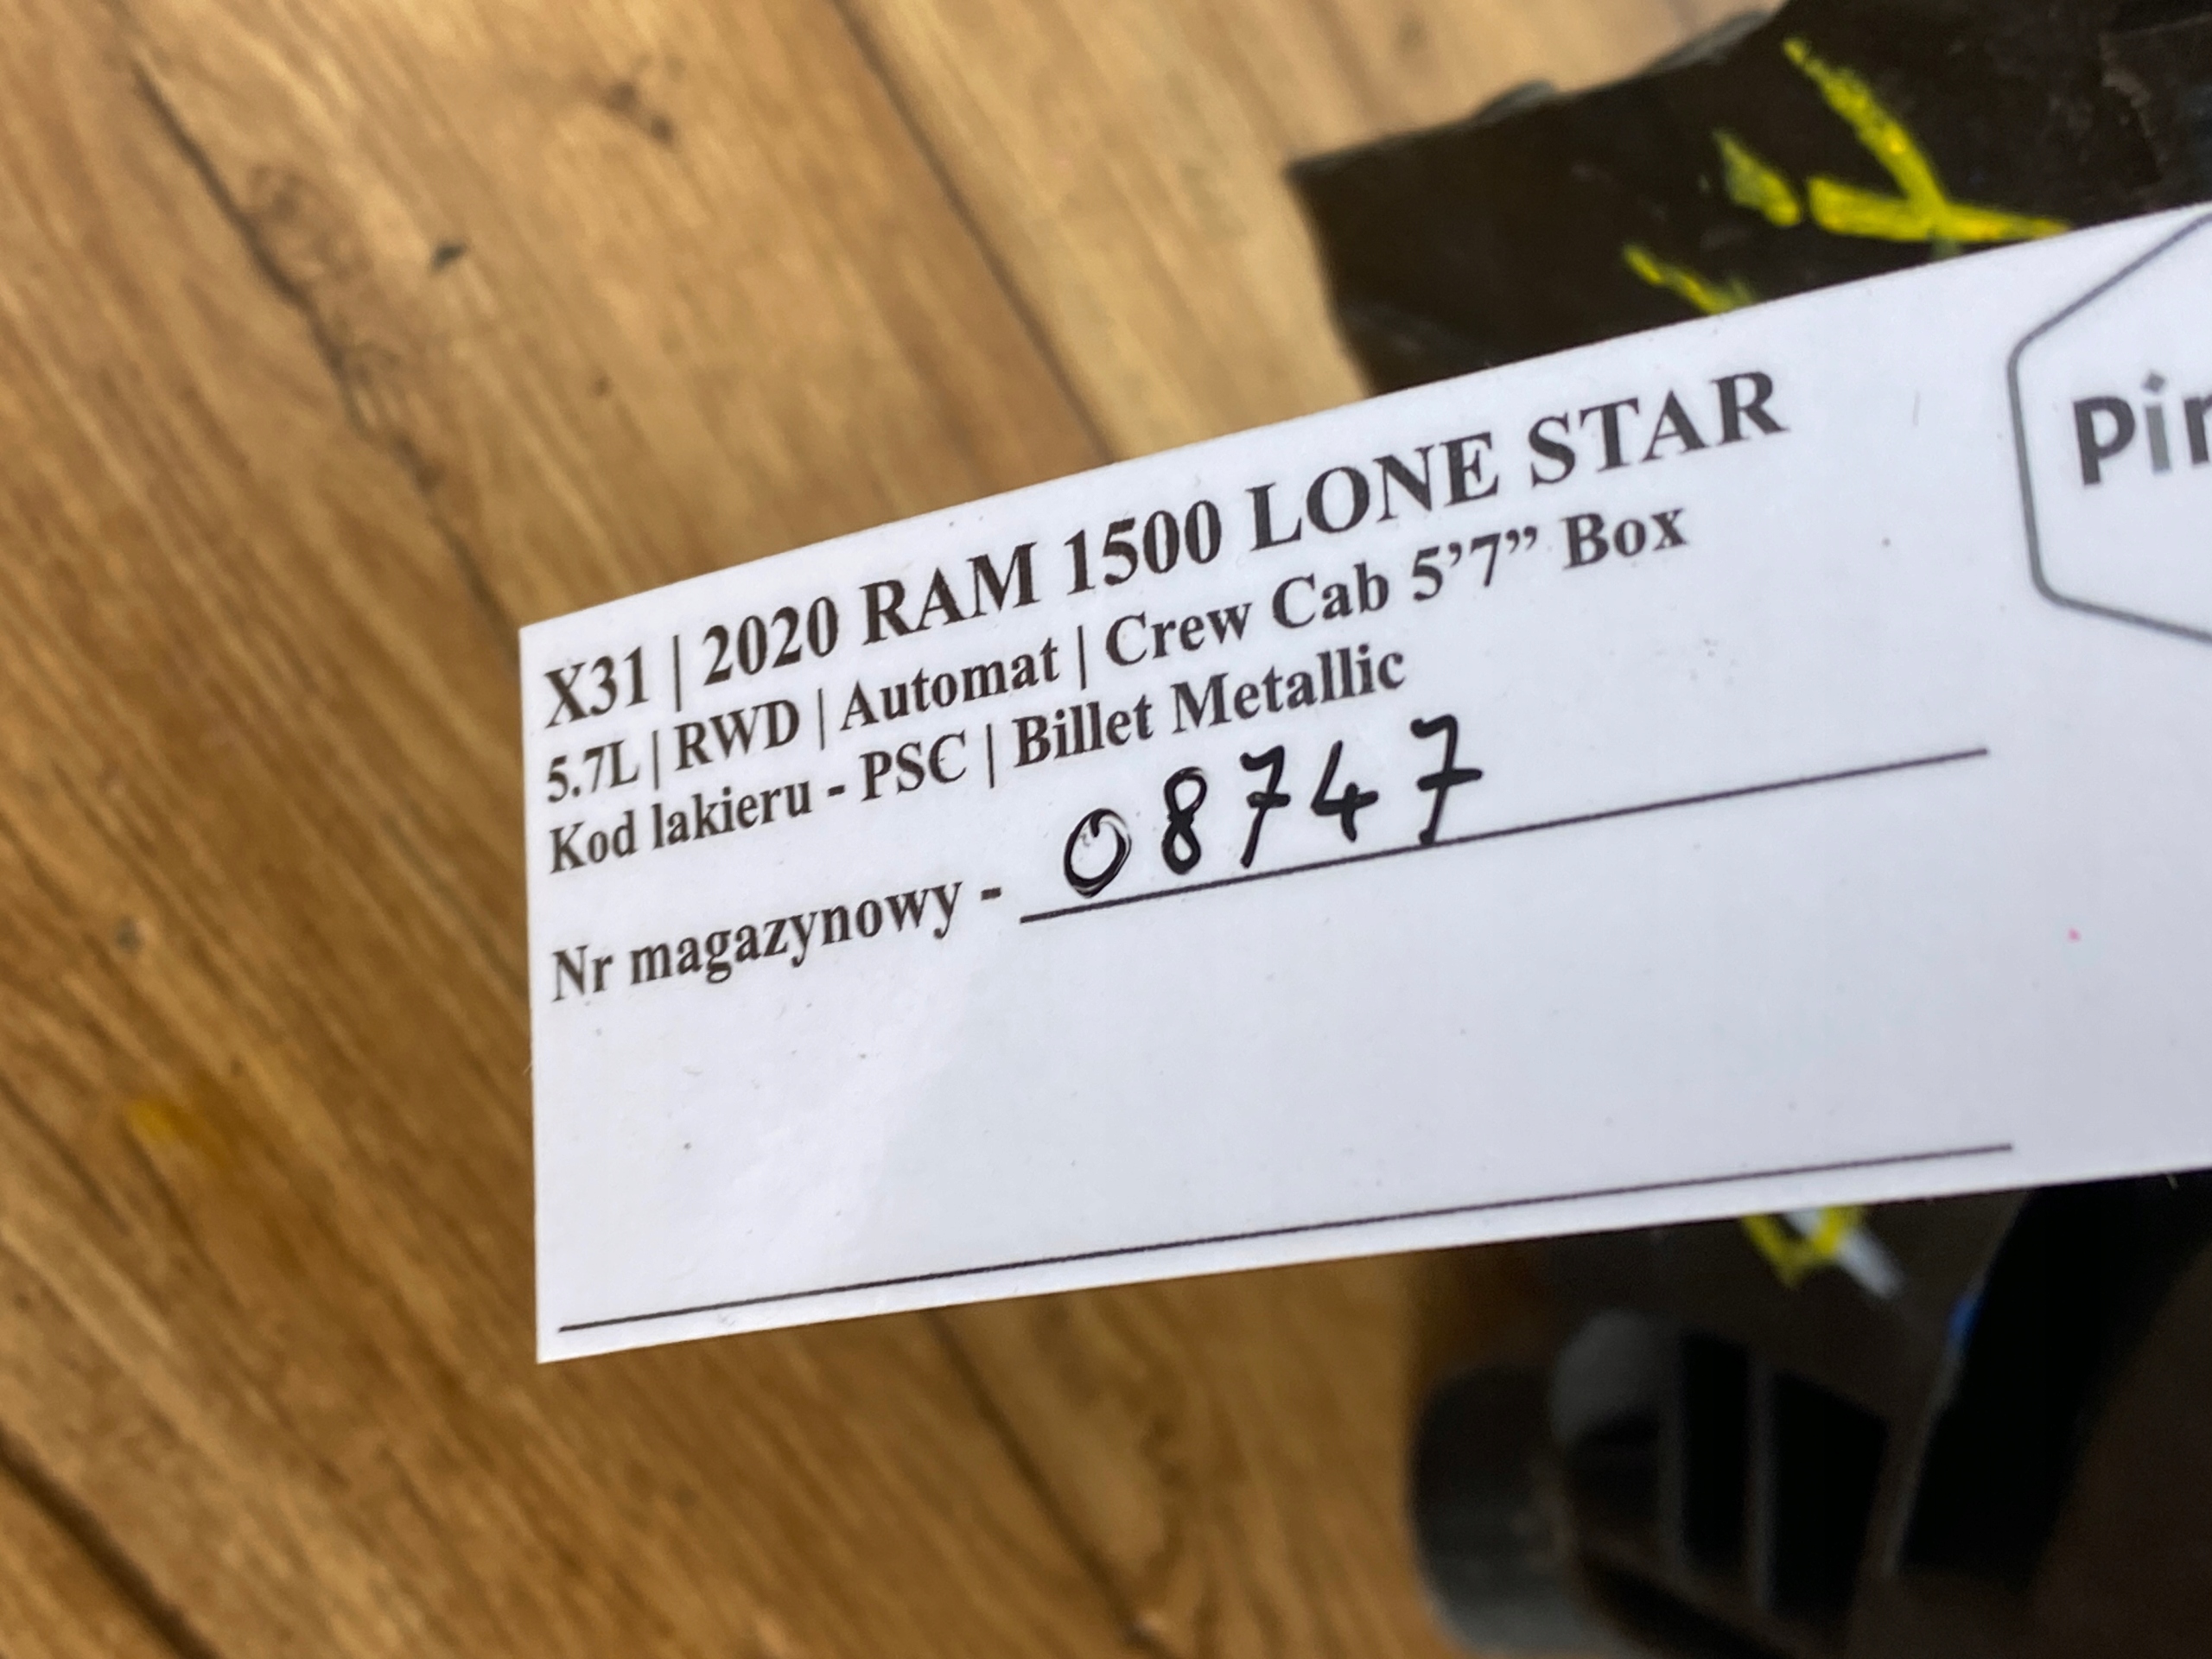 X31 | 2020 RAM 1500 LONE STAR
5.7L | RWD | Automat | Crew Cab 5’7” Box
Kod lakieru - PSC | Billet Metallic
Nr magazynowy - 08747